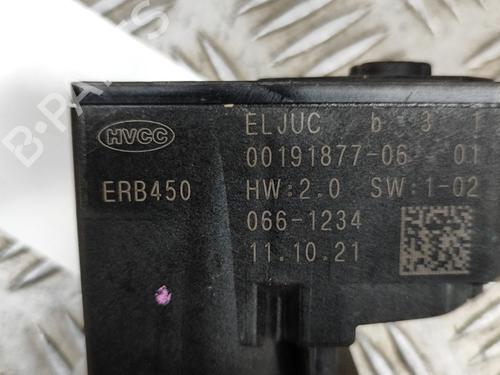 HVCC
ELJUC b 3 1
00191877-06 01
ERB450
HW:2.0 SW:1-02
066-1234
11.10.21
B-PARTS